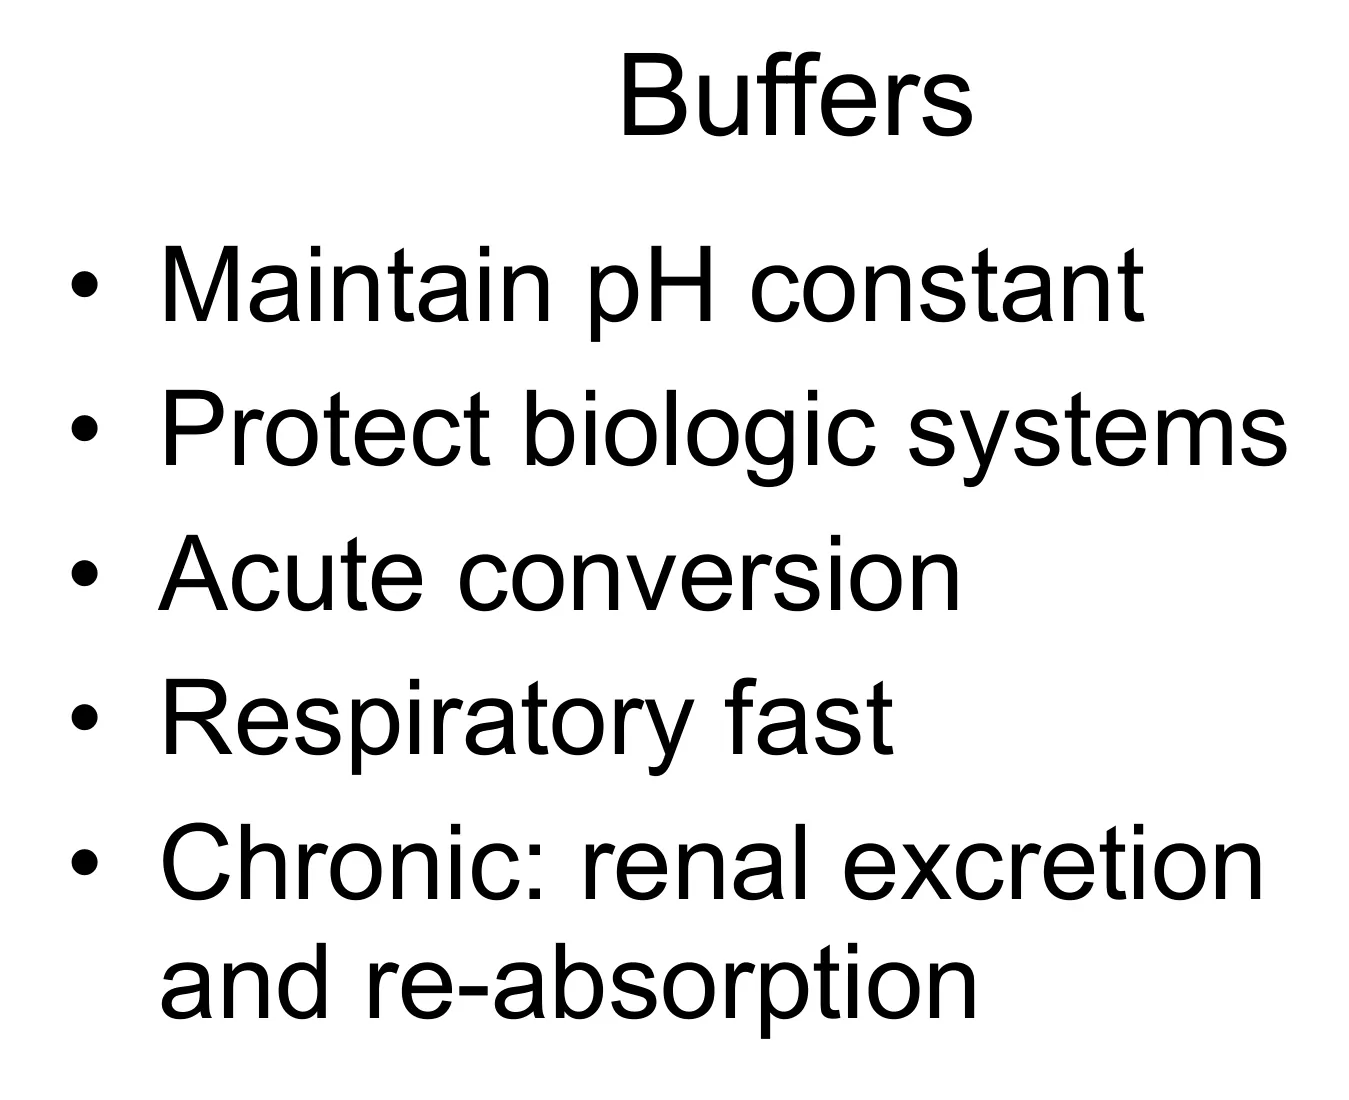 Buffers
• Maintain pH constant
• Protect biologic systems
• Acute conversion
• Respiratory fast
• Chronic: renal excretion
and re-absorption